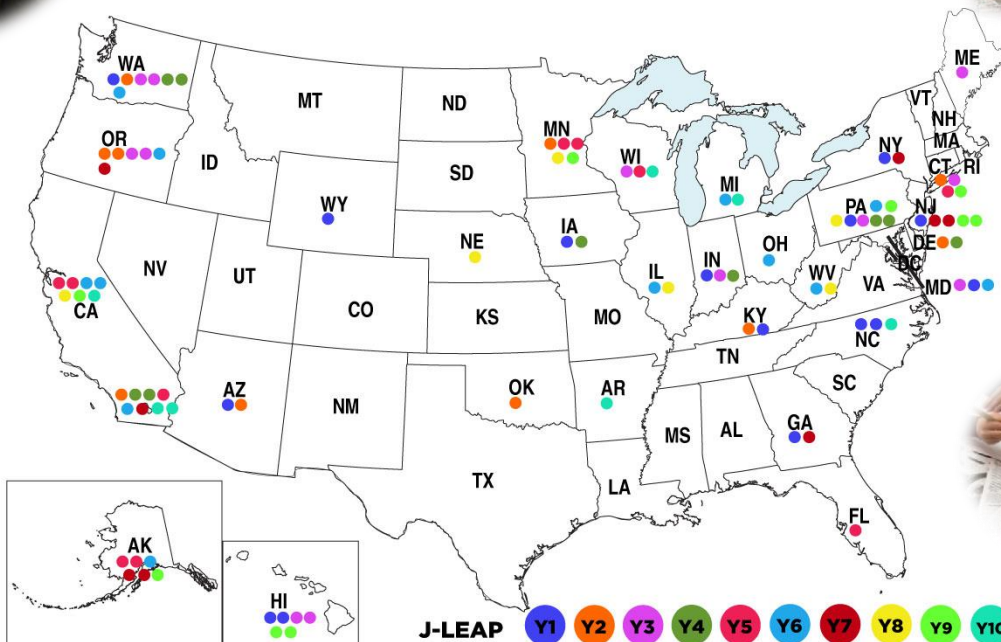 WA
MT
ND
MN
ME
VT
NH
MA
OR
ID
SD
WI
MI
NY
CT RI
WY
IA
PA
NJ
NE
NV
UT
CO
KS
MO
IL
IN
OH
WV
VA
DE
DC
MD
CA
KY
TN
NC
SC
AZ
NM
OK
AR
MS
AL
GA
TX
LA
FL
AK
HI
J-LEAP Y1 Y2 Y3 Y4 Y5 Y6 Y7 Y8 Y9 Y10